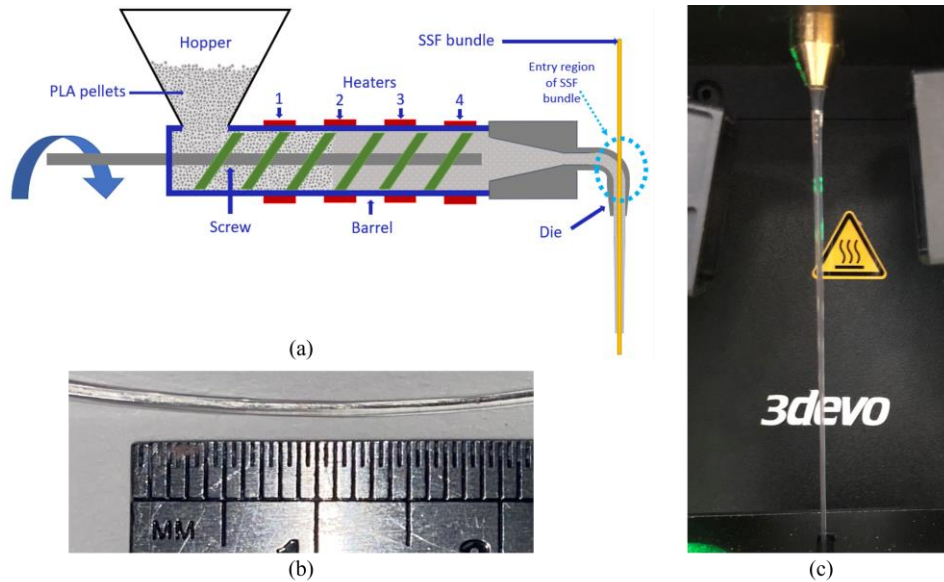 Hopper
PLA pellets
Heaters
1 2 3 4
SSF bundle
Entry region
of SSF
bundle
Screw
Barrel
Die
(a)
MM
1
(b)
3devo
(c)